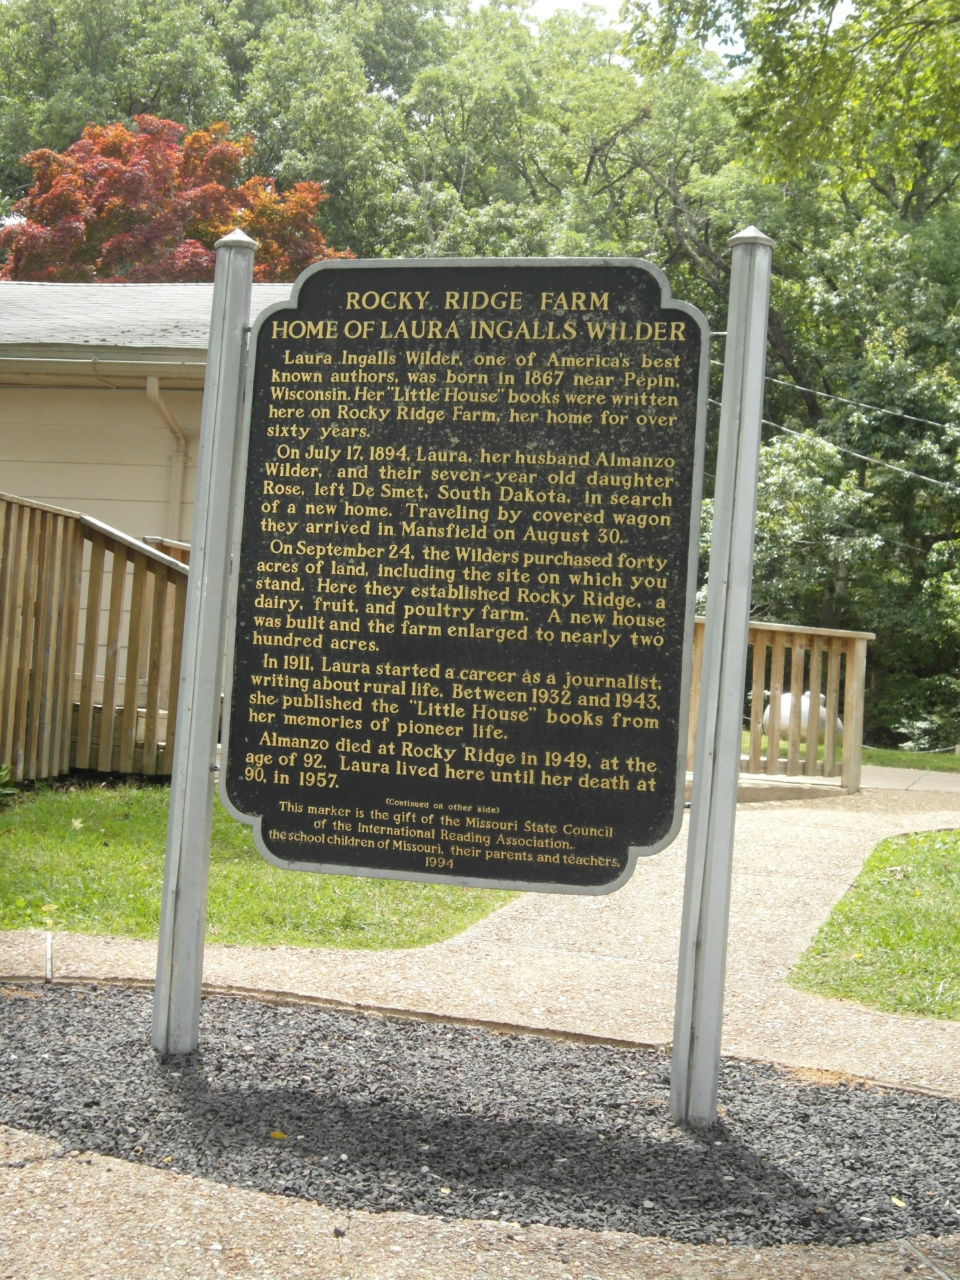 ROCKY RIDGE FARM
HOME OF LAURA INGALLS WILDER
Laura Ingalls Wilder, one of America's best
known authors, was born in 1867 near Pepin,
Wisconsin. Her "Little House" books were written
here on Rocky Ridge Farm, her home for over
sixty years.
On July 17, 1894, Laura, her husband Almanzo
Wilder, and their seven-year old daughter
Rose, left De Smet, South Dakota, in search
of a new home. Traveling by covered wagon
they arrived in Mansfield on August 30.
On September 24, the Wilders purchased forty
acres of land, including the site on which you
stand. Here they established Rocky Ridge, a
dairy, fruit, and poultry farm. A new house
was built and the farm enlarged to nearly two
hundred acres.
In 1911, Laura started a career as a journalist,
writing about rural life. Between 1932 and 1943,
she published the "Little House" books from
her memories of pioneer life.
Almanzo died at Rocky Ridge in 1949, at the
age of 92. Laura lived here until her death at
90, in 1957.
(Continued on other side)
This marker is the gift of the Missouri State Council
of the International Reading Association,
the school children of Missouri, their parents and teachers,
1994